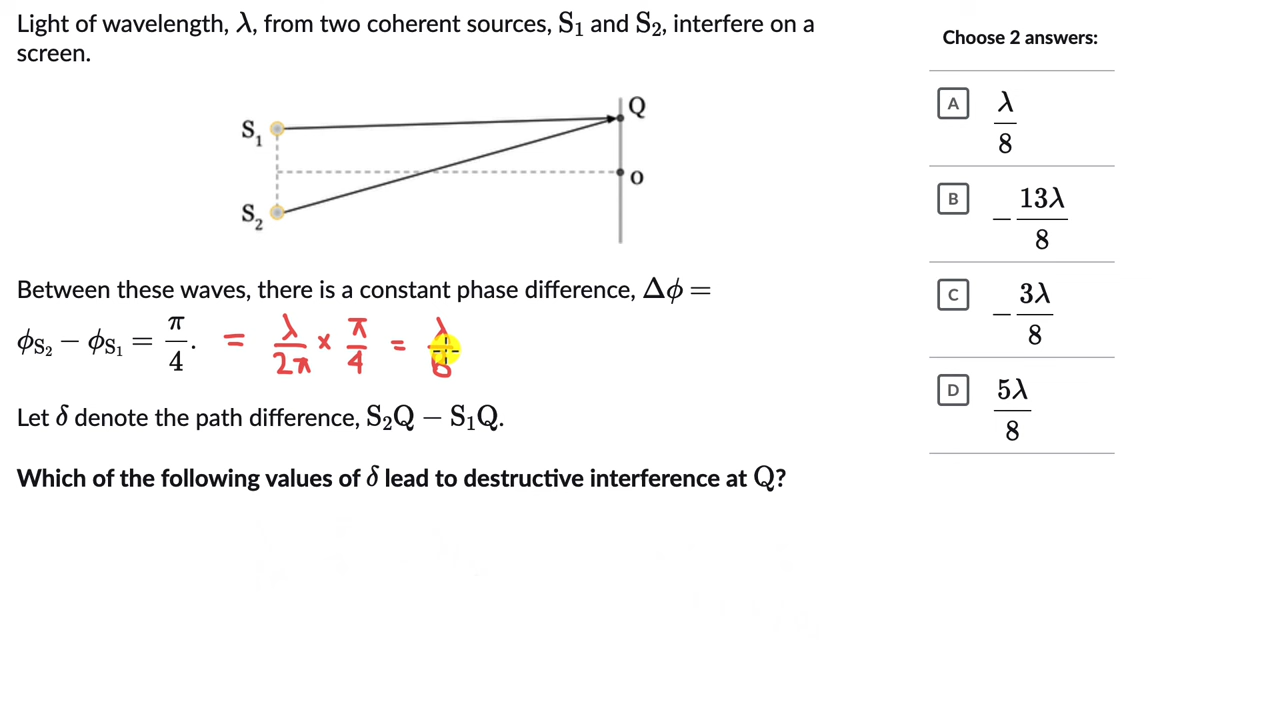 Light of wavelength, λ, from two coherent sources, S₁ and S₂, interfere on a
screen.
S₁
S₂
Q
O
Between these waves, there is a constant phase difference, Δϕ =
ϕS₂ − ϕS₁ = π/4. = λ/2π × π/4 = λ/8
Let δ denote the path difference, S₂Q − S₁Q.
Which of the following values of δ lead to destructive interference at Q?
Choose 2 answers:
A λ/8
B −13λ/8
C −3λ/8
D 5λ/8